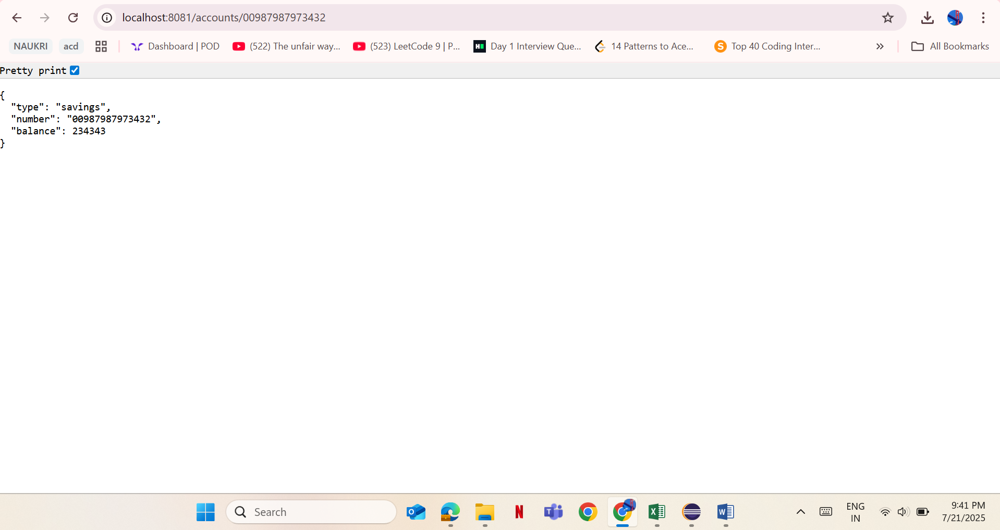 localhost:8081/accounts/00987987973432
NAUKRI acd Dashboard | POD (522) The unfair way... (523) LeetCode 9 | P... Day 1 Interview Que... 14 Patterns to Ace... S Top 40 Coding Inter... » All Bookmarks
Pretty print
{
"type": "savings",
"number": "00987987973432",
"balance": 234343
}
Search
ENG
IN
9:41 PM
7/21/2025